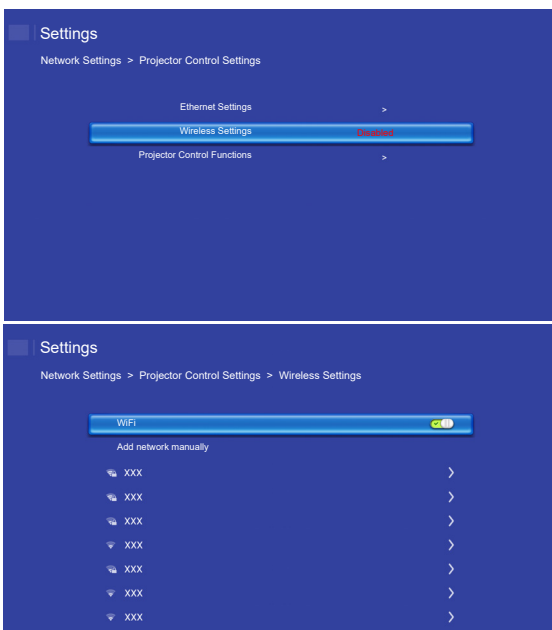 Settings
Network Settings > Projector Control Settings
Ethernet Settings >
Wireless Settings Disabled
Projector Control Functions >
Settings
Network Settings > Projector Control Settings > Wireless Settings
WiFi
Add network manually
XXX
XXX
XXX
XXX
XXX
XXX
XXX